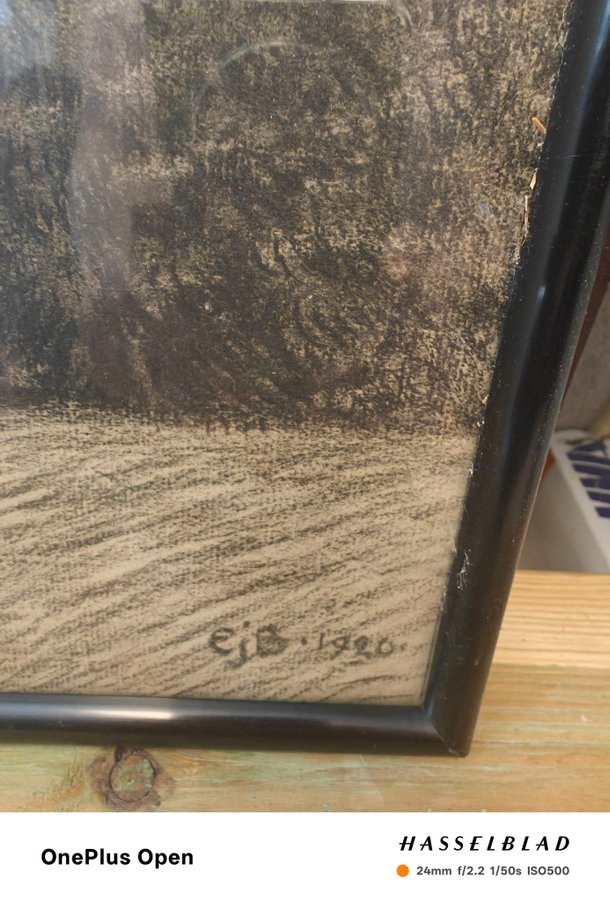 EjB · 1920.
OnePlus Open
HASSELBLAD
24mm f/2.2 1/50s ISO500